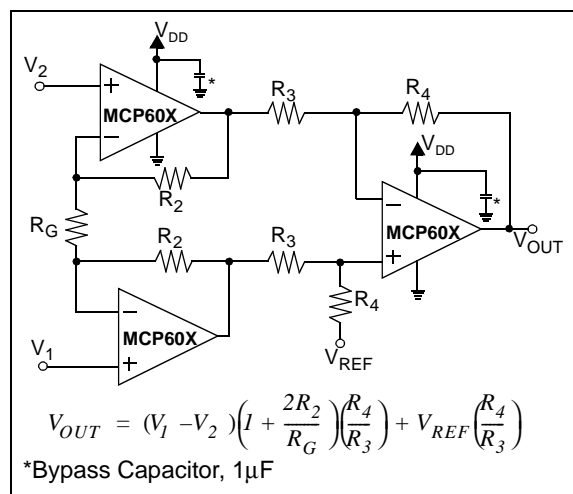 V_DD
V_2
*
MCP60X
R_3
R_4
R_2
V_DD
*
R_G
MCP60X
V_OUT
R_2
R_3
R_4
MCP60X
V_1
V_REF
V_OUT = (V_1 – V_2)(1 + 2R_2/R_G)(R_4/R_3) + V_REF(R_4/R_3)
*Bypass Capacitor, 1µF